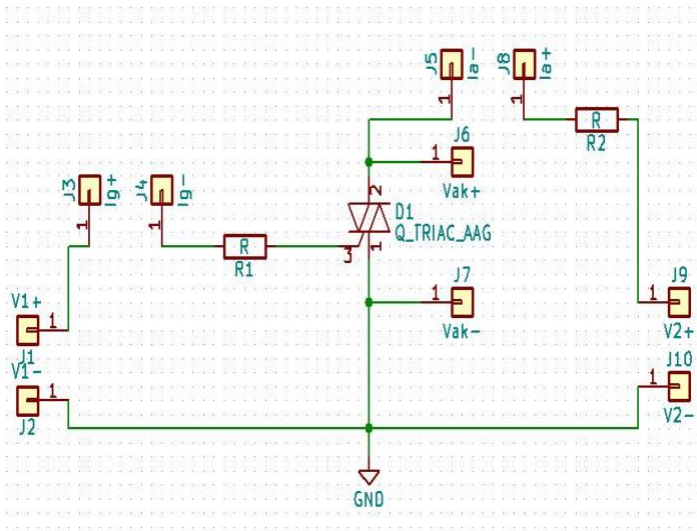 J5
Ia-
1
J8
Ia+
1
R
R2
J6
1
Vak+
J3
Ig+
1
J4
Ig-
1
2
D1
Q_TRIAC_AAG
R
R1
3
1
J7
1
Vak-
J9
1
V2+
V1+
1
J1
V1-
1
J2
J10
1
V2-
GND